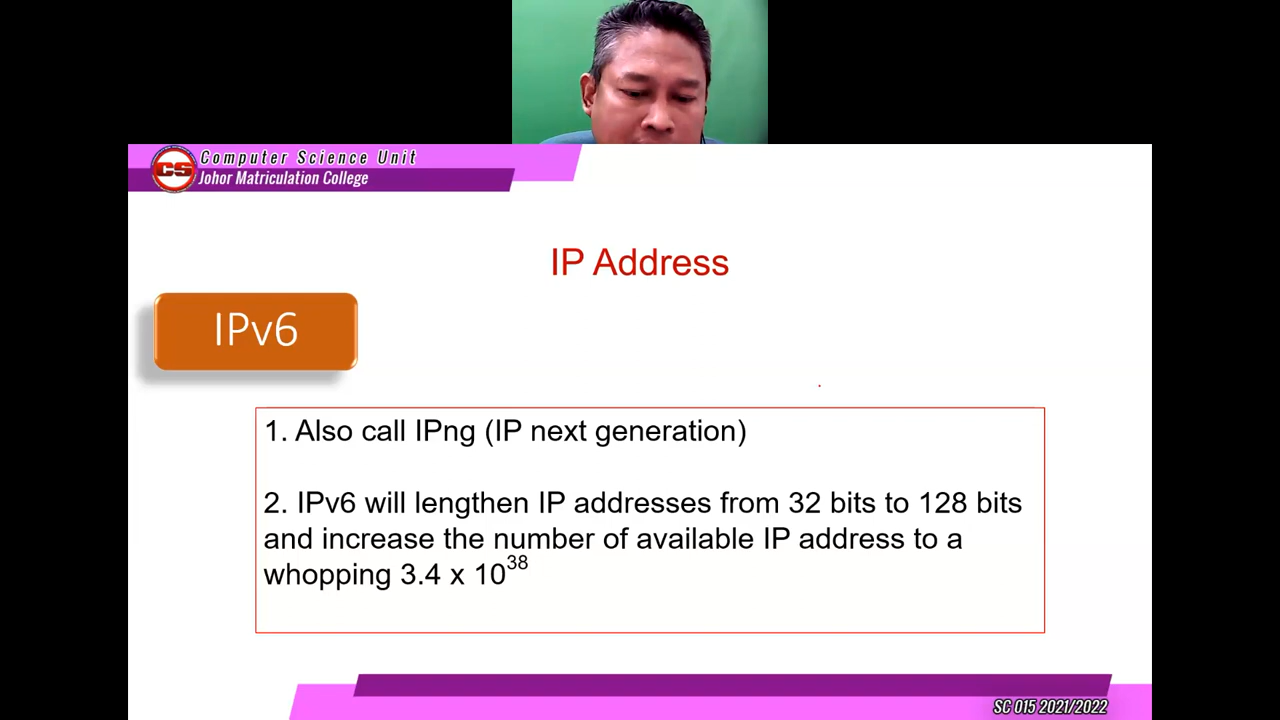 CS
Computer Science Unit
Johor Matriculation College
IP Address
IPv6
1. Also call IPng (IP next generation)
2. IPv6 will lengthen IP addresses from 32 bits to 128 bits
and increase the number of available IP address to a
whopping 3.4 x 10³⁸
SC 015 2021/2022